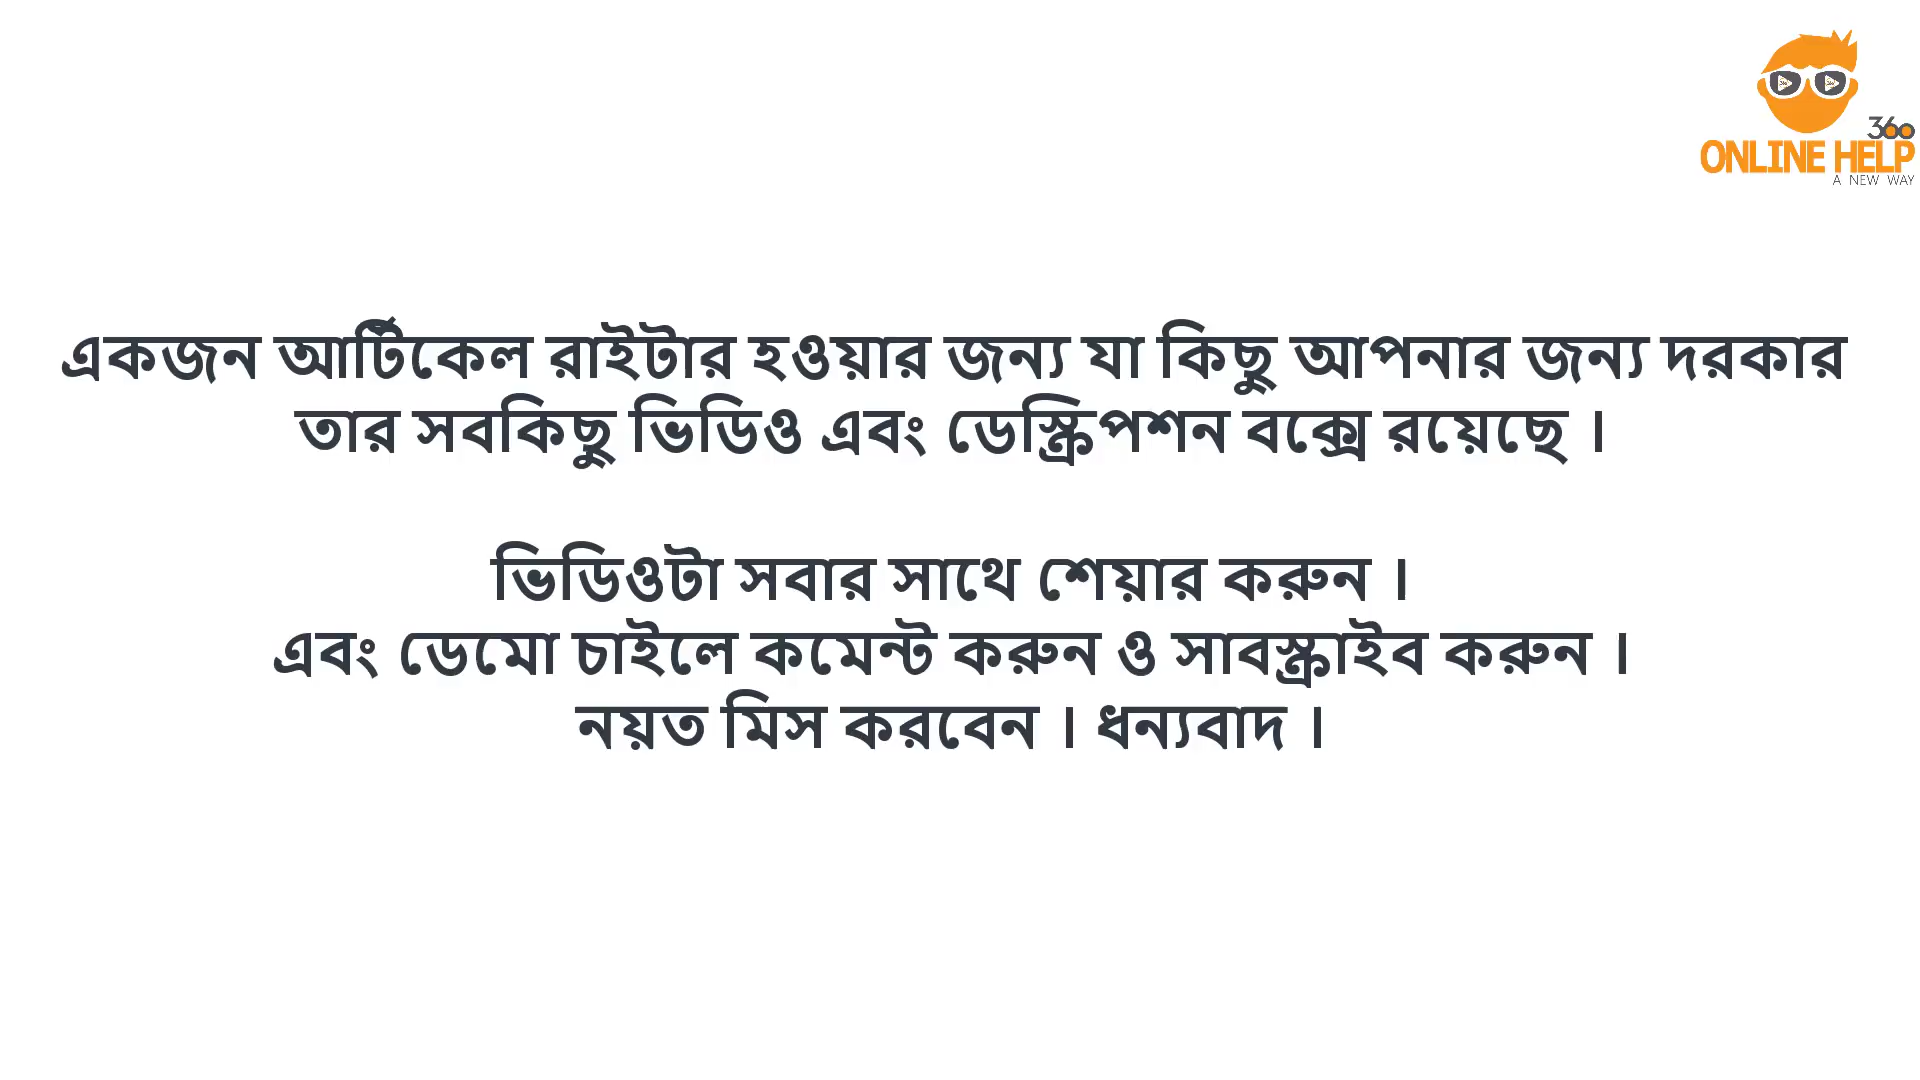 360
ONLINE HELP
A NEW WAY
একজন আর্টিকেল রাইটার হওয়ার জন্য যা কিছু আপনার জন্য দরকার
তার সবকিছু ভিডিও এবং ডেস্ক্রিপশন বক্সে রয়েছে ।
ভিডিওটা সবার সাথে শেয়ার করুন ।
এবং ডেমো চাইলে কমেন্ট করুন ও সাবস্ক্রাইব করুন ।
নয়ত মিস করবেন । ধন্যবাদ ।